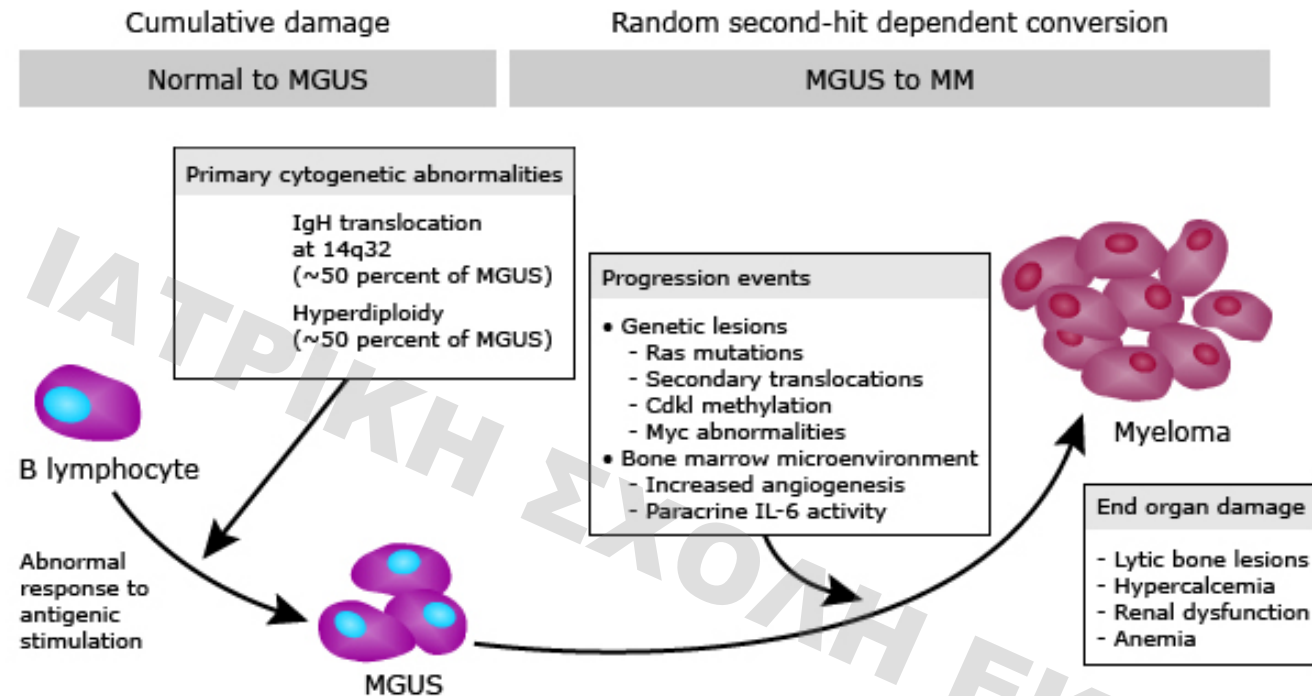 Cumulative damage
Random second-hit dependent conversion
Normal to MGUS
MGUS to MM
Primary cytogenetic abnormalities
IgH translocation
at 14q32
(~50 percent of MGUS)
Hyperdiploidy
(~50 percent of MGUS)
Progression events
• Genetic lesions
- Ras mutations
- Secondary translocations
- Cdkl methylation
- Myc abnormalities
• Bone marrow microenvironment
- Increased angiogenesis
- Paracrine IL-6 activity
B lymphocyte
Abnormal
response to
antigenic
stimulation
MGUS
Myeloma
End organ damage
- Lytic bone lesions
- Hypercalcemia
- Renal dysfunction
- Anemia
ΙΑΤΡΙΚΗ ΣΧΟΛΗ